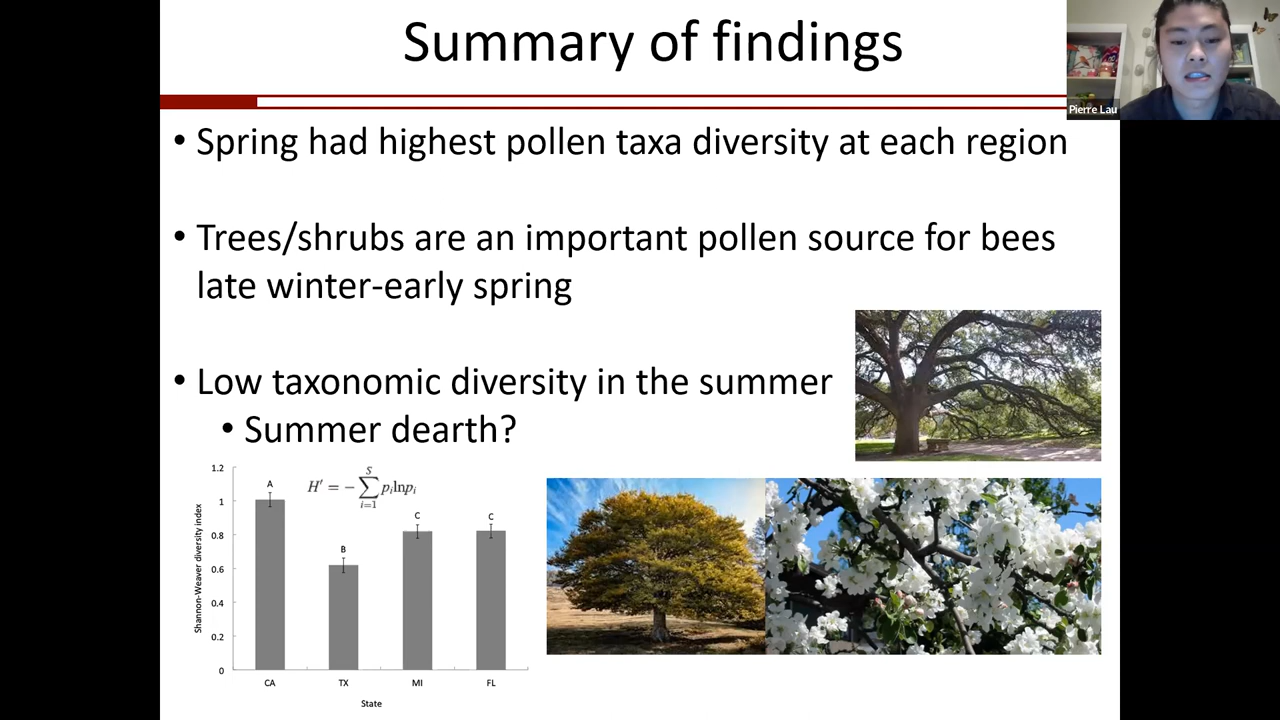 Summary of findings
Pierre Lau
• Spring had highest pollen taxa diversity at each region
• Trees/shrubs are an important pollen source for bees
late winter-early spring
• Low taxonomic diversity in the summer
• Summer dearth?
Shannon-Weaver diversity index
1.2
1
0.8
0.6
0.4
0.2
0
H' = -∑ S i=1 pᵢlnpᵢ
A
B
C
C
CA TX MI FL
State